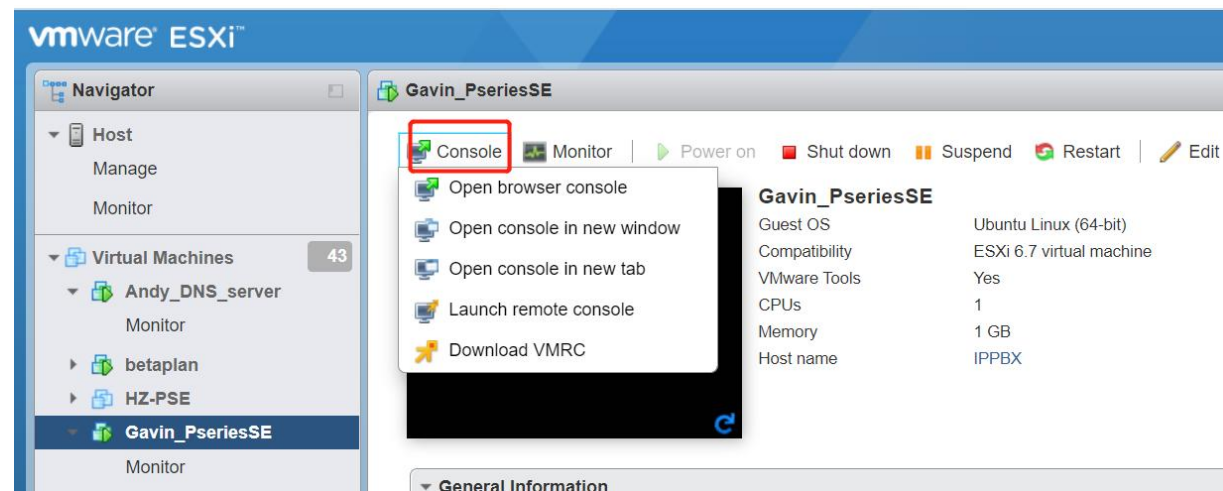 vmware ESXi™
Navigator
Host
Manage
Monitor
Virtual Machines 43
Andy_DNS_server
Monitor
betaplan
HZ-PSE
Gavin_PseriesSE
Monitor
Gavin_PseriesSE
Console Monitor Power on Shut down Suspend Restart Edit
Open browser console
Open console in new window
Open console in new tab
Launch remote console
Download VMRC
Gavin_PseriesSE
Guest OS Ubuntu Linux (64-bit)
Compatibility ESXi 6.7 virtual machine
VMware Tools Yes
CPUs 1
Memory 1 GB
Host name IPPBX
General Information